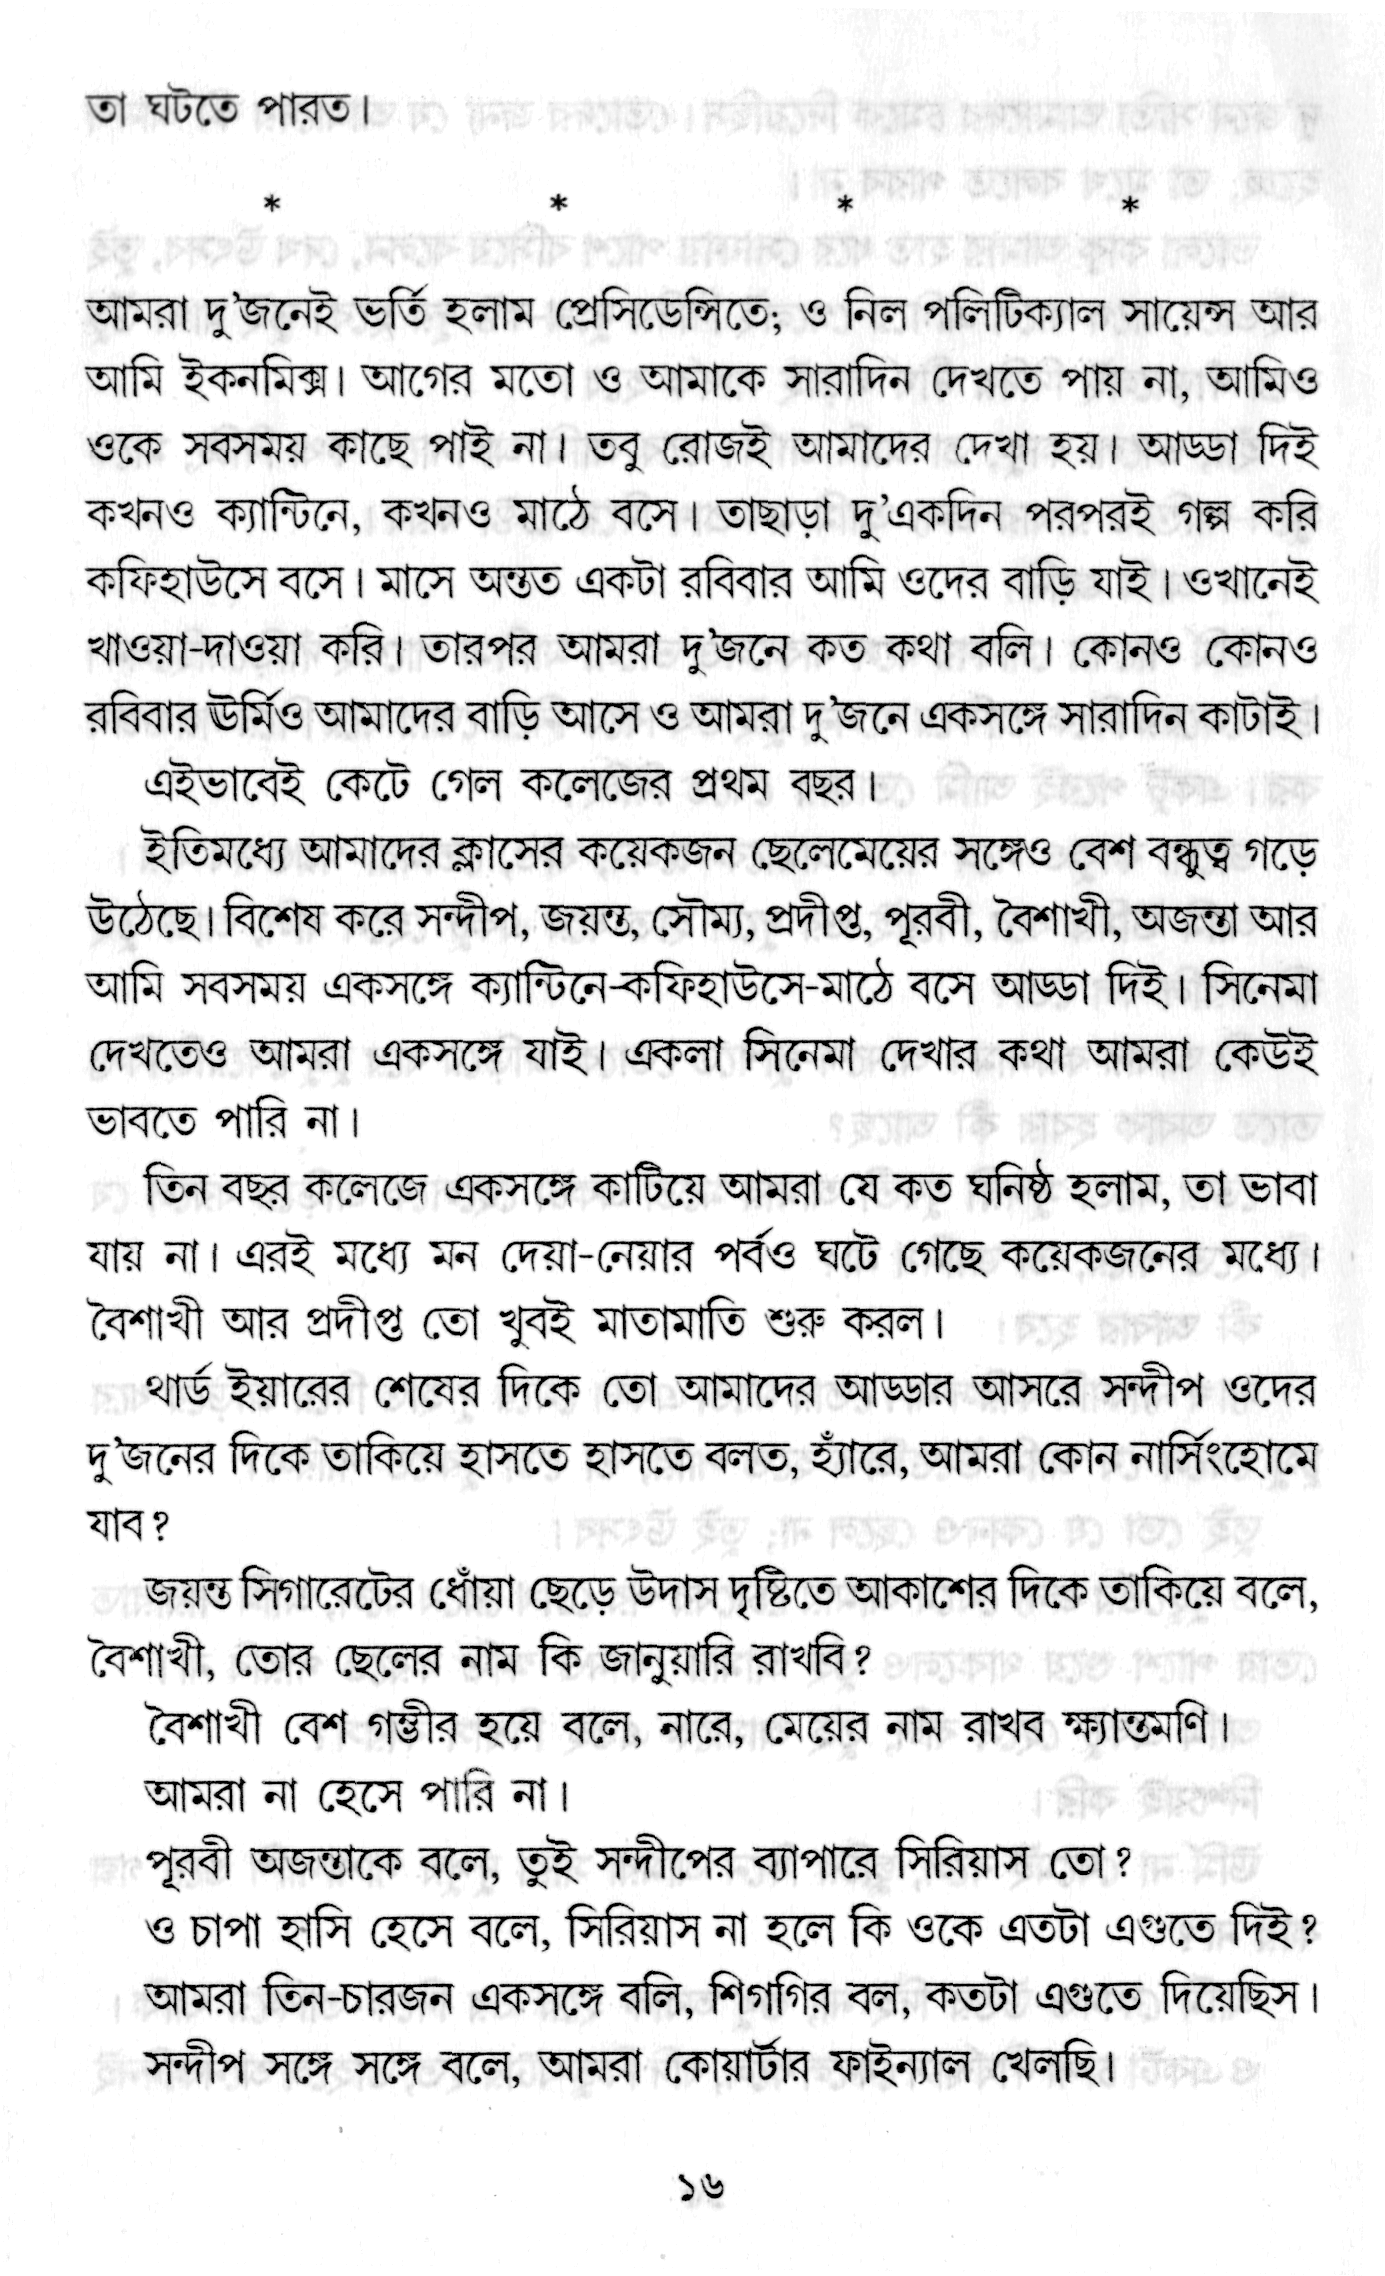 তা ঘটতে পারত।
* * * *
আমরা দু'জনেই ভর্তি হলাম প্রেসিডেন্সিতে; ও নিল পলিটিক্যাল সায়েন্স আর
আমি ইকনমিক্স। আগের মতো ও আমাকে সারাদিন দেখতে পায় না, আমিও
ওকে সবসময় কাছে পাই না। তবু রোজই আমাদের দেখা হয়। আড্ডা দিই
কখনও ক্যান্টিনে, কখনও মাঠে বসে। তাছাড়া দু'একদিন পরপরই গল্প করি
কফিহাউসে বসে। মাসে অন্তত একটা রবিবার আমি ওদের বাড়ি যাই। ওখানেই
খাওয়া-দাওয়া করি। তারপর আমরা দু'জনে কত কথা বলি। কোনও কোনও
রবিবার ঊর্মিও আমাদের বাড়ি আসে ও আমরা দু'জনে একসঙ্গে সারাদিন কাটাই।
এইভাবেই কেটে গেল কলেজের প্রথম বছর।
ইতিমধ্যে আমাদের ক্লাসের কয়েকজন ছেলেমেয়ের সঙ্গেও বেশ বন্ধুত্ব গড়ে
উঠেছে। বিশেষ করে সন্দীপ, জয়ন্ত, সৌম্য, প্রদীপ্ত, পূরবী, বৈশাখী, অজন্তা আর
আমি সবসময় একসঙ্গে ক্যান্টিনে-কফিহাউসে-মাঠে বসে আড্ডা দিই। সিনেমা
দেখতেও আমরা একসঙ্গে যাই। একলা সিনেমা দেখার কথা আমরা কেউই
ভাবতে পারি না।
তিন বছর কলেজে একসঙ্গে কাটিয়ে আমরা যে কত ঘনিষ্ঠ হলাম, তা ভাবা
যায় না। এরই মধ্যে মন দেয়া-নেয়ার পর্বও ঘটে গেছে কয়েকজনের মধ্যে।
বৈশাখী আর প্রদীপ্ত তো খুবই মাতামাতি শুরু করল।
থার্ড ইয়ারের শেষের দিকে তো আমাদের আড্ডার আসরে সন্দীপ ওদের
দু'জনের দিকে তাকিয়ে হাসতে হাসতে বলত, হ্যাঁরে, আমরা কোন নার্সিংহোমে
যাব?
জয়ন্ত সিগারেটের ধোঁয়া ছেড়ে উদাস দৃষ্টিতে আকাশের দিকে তাকিয়ে বলে,
বৈশাখী, তোর ছেলের নাম কি জানুয়ারি রাখবি?
বৈশাখী বেশ গম্ভীর হয়ে বলে, নারে, মেয়ের নাম রাখব ক্ষ্যান্তমণি।
আমরা না হেসে পারি না।
পূরবী অজন্তাকে বলে, তুই সন্দীপের ব্যাপারে সিরিয়াস তো?
ও চাপা হাসি হেসে বলে, সিরিয়াস না হলে কি ওকে এতটা এগুতে দিই?
আমরা তিন-চারজন একসঙ্গে বলি, শিগগির বল, কতটা এগুতে দিয়েছিস।
সন্দীপ সঙ্গে সঙ্গে বলে, আমরা কোয়ার্টার ফাইন্যাল খেলছি।
১৬